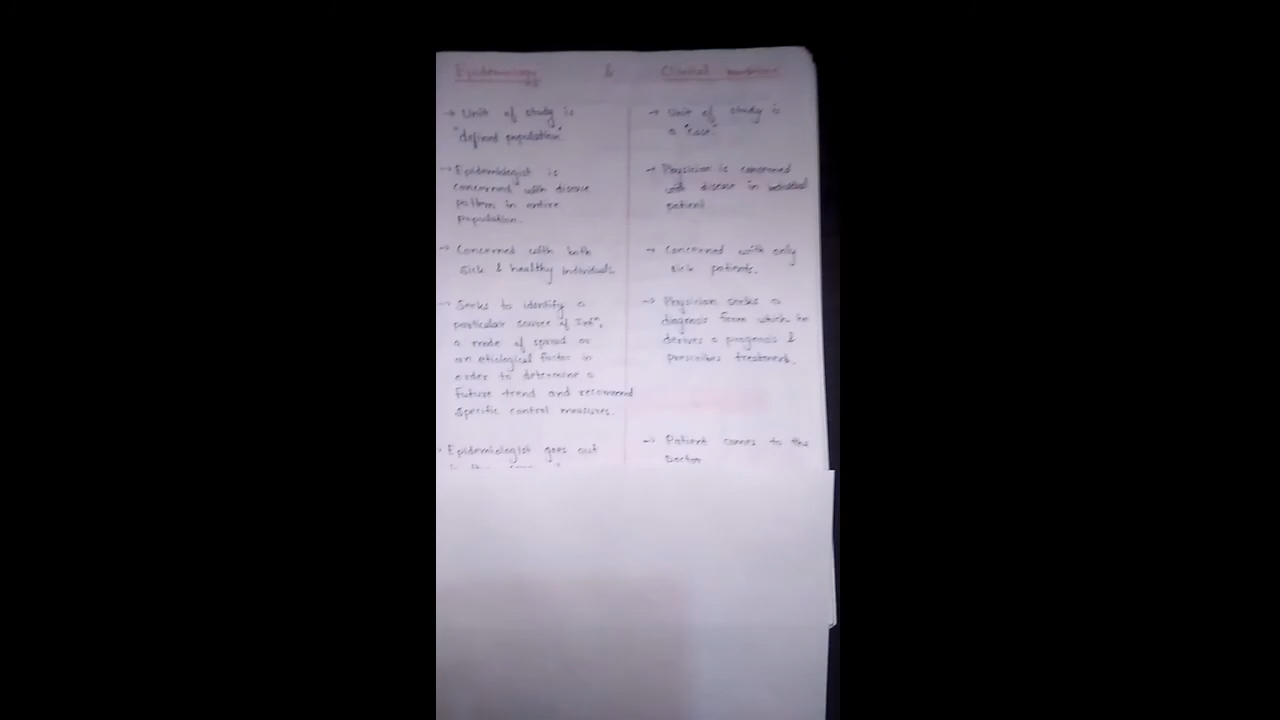 Epidemiology & Clinical medicine
→ Unit of study is
"defined population"
→ Epidemiologist is
concerned with disease
pattern in entire
population.
→ Concerned with both
sick & healthy individuals.
→ Seeks to identify a
particular source of Infⁿ,
a mode of spread or
an etiological factor in
order to determine a
future trend and recommend
specific control measures.
→ Epidemiologist goes out
→ Unit of study is
a "case"
→ Physician is concerned
with disease in individual
patient
→ Concerned with only
sick patients.
→ Physician seeks a
diagnosis from which he
derives a prognosis &
prescribes treatment.
→ Patient comes to the
Doctor